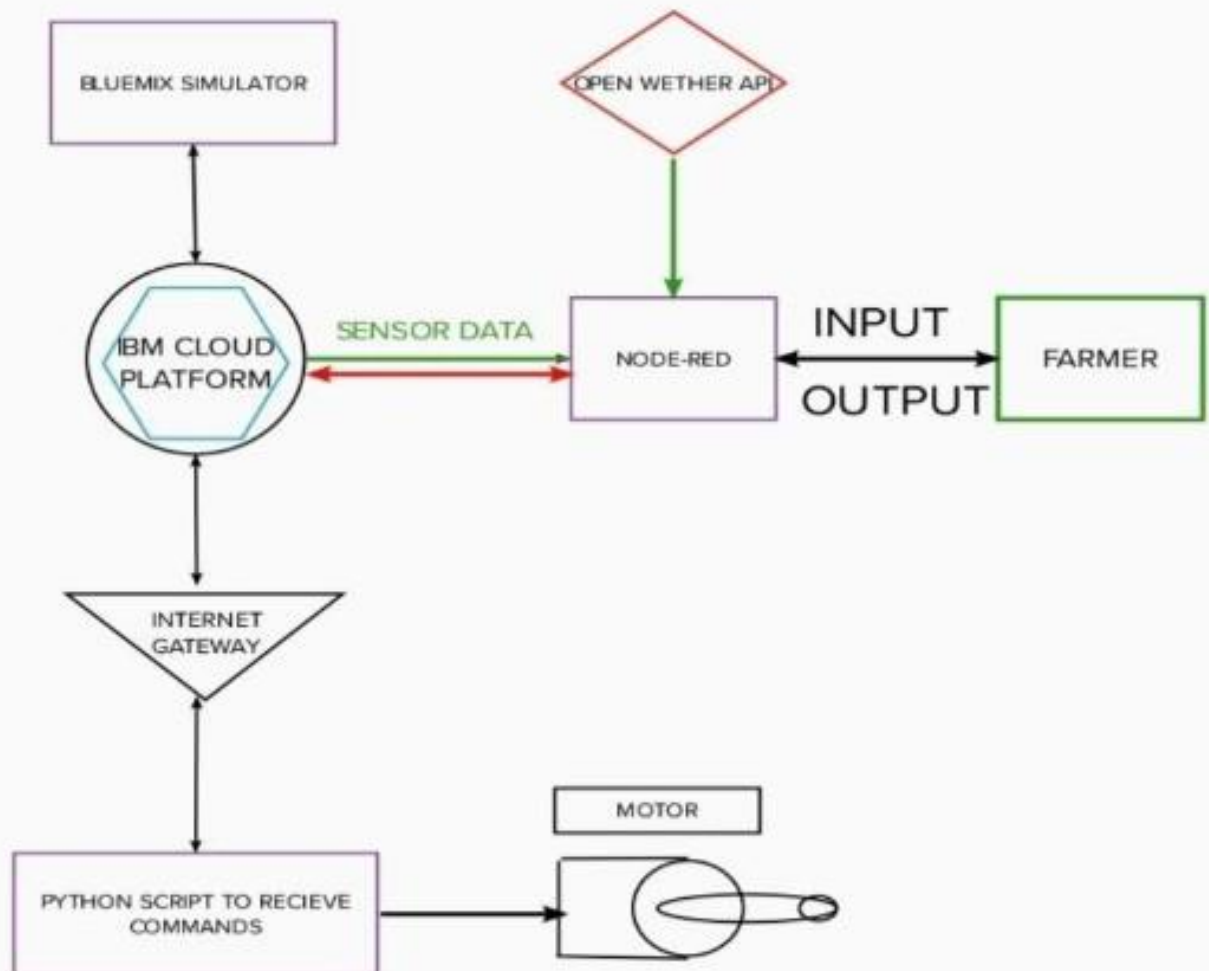 BLUEMIX SIMULATOR
OPEN WETHER API
IBM CLOUD
PLATFORM
SENSOR DATA
NODE-RED
INPUT
OUTPUT
FARMER
INTERNET
GATEWAY
MOTOR
PYTHON SCRIPT TO RECIEVE
COMMANDS